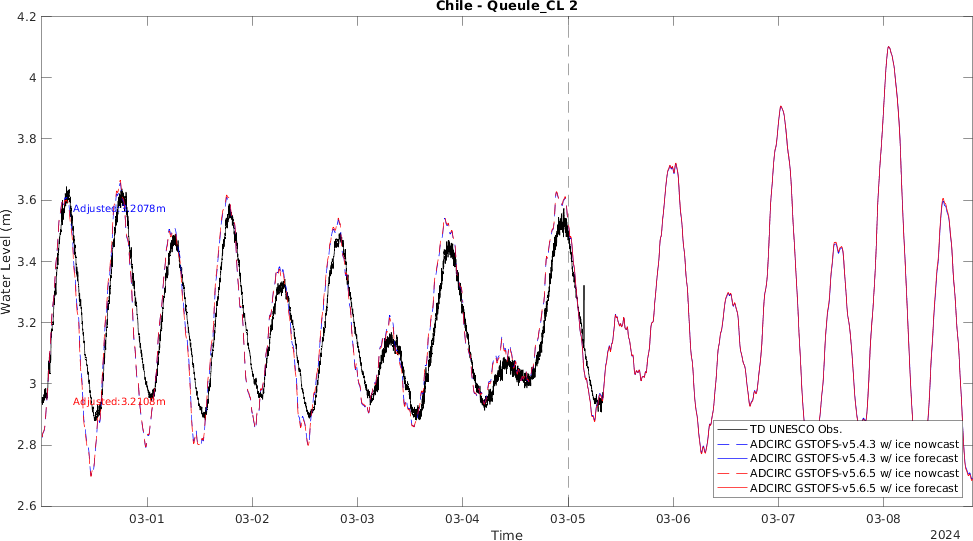 Chile - Queule_CL 2
4.2
4
3.8
3.6
3.4
3.2
3
2.8
2.6
Water Level (m)
Adjusted:3.2078m
Adjusted:3.2108m
TD UNESCO Obs.
ADCIRC GSTOFS-v5.4.3 w/ ice nowcast
ADCIRC GSTOFS-v5.4.3 w/ ice forecast
ADCIRC GSTOFS-v5.6.5 w/ ice nowcast
ADCIRC GSTOFS-v5.6.5 w/ ice forecast
03-01 03-02 03-03 03-04 03-05 03-06 03-07 03-08
Time
2024